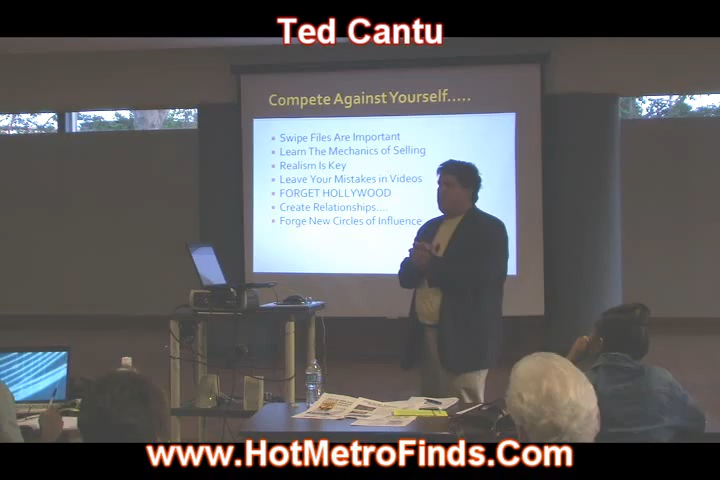 Ted Cantu
Compete Against Yourself.....
Swipe Files Are Important
Learn The Mechanics of Selling
Realism Is Key
Leave Your Mistakes in Videos
FORGET HOLLYWOOD
Create Relationships....
Forge New Circles of Influence
www.HotMetroFinds.Com